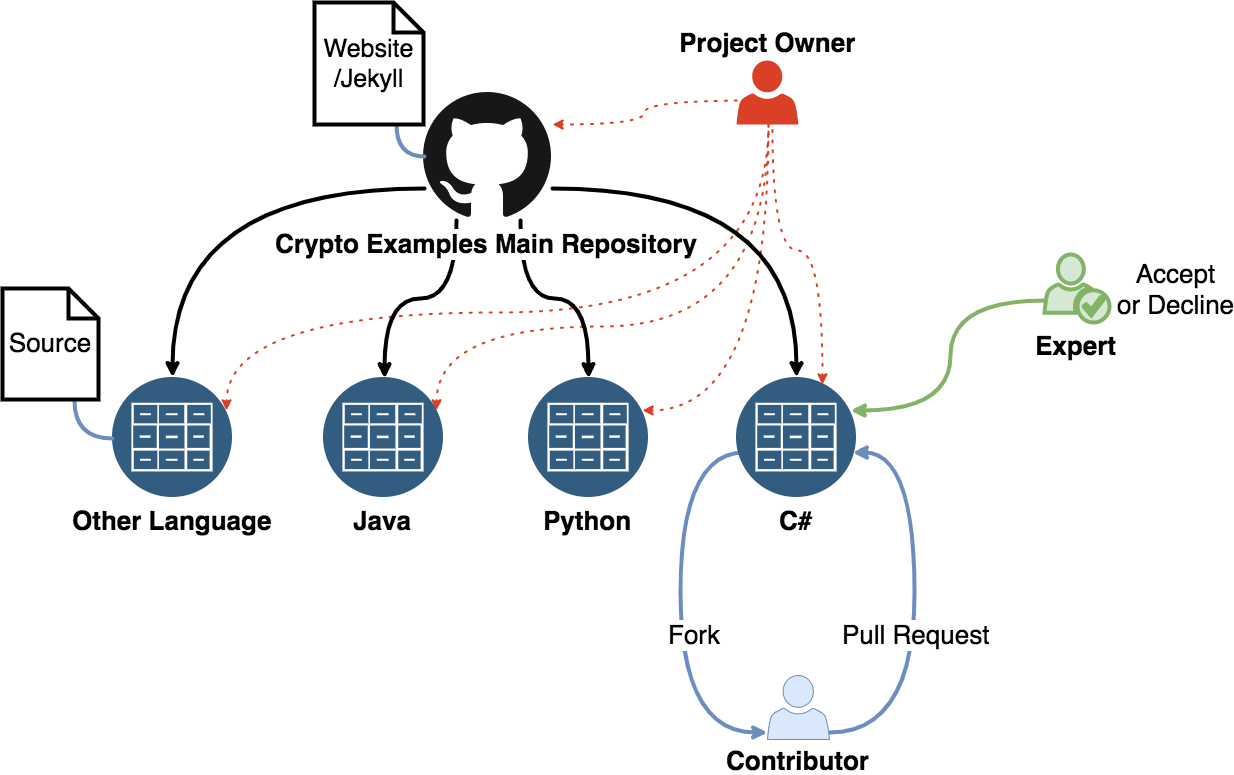 Website
/Jekyll
Project Owner
Crypto Examples Main Repository
Accept
or Decline
Expert
Source
Other Language
Java
Python
C#
Fork
Pull Request
Contributor